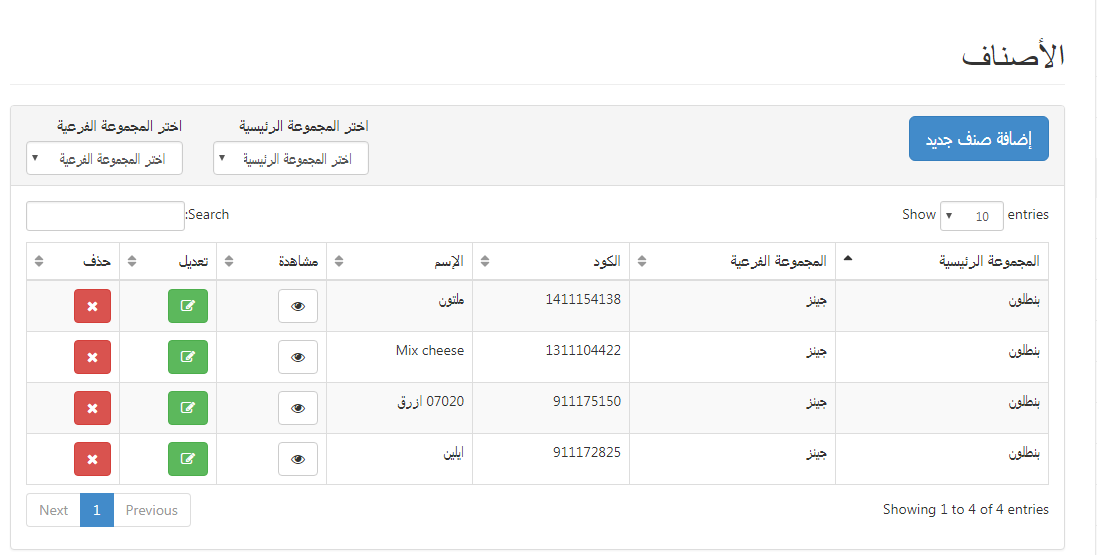 الأصناف
إضافة صنف جديد
اختر المجموعة الرئيسية
اختر المجموعة الفرعية
اختر المجموعة الرئيسية
اختر المجموعة الفرعية
Show 10 entries
Search:
المجموعة الرئيسية المجموعة الفرعية الكود الإسم مشاهدة تعديل حذف
بنطلون جينز 1411154138 ملتون
بنطلون جينز 1311104422 Mix cheese
بنطلون جينز 911175150 07020 ازرق
بنطلون جينز 911172825 ايلين
Showing 1 to 4 of 4 entries
Previous 1 Next